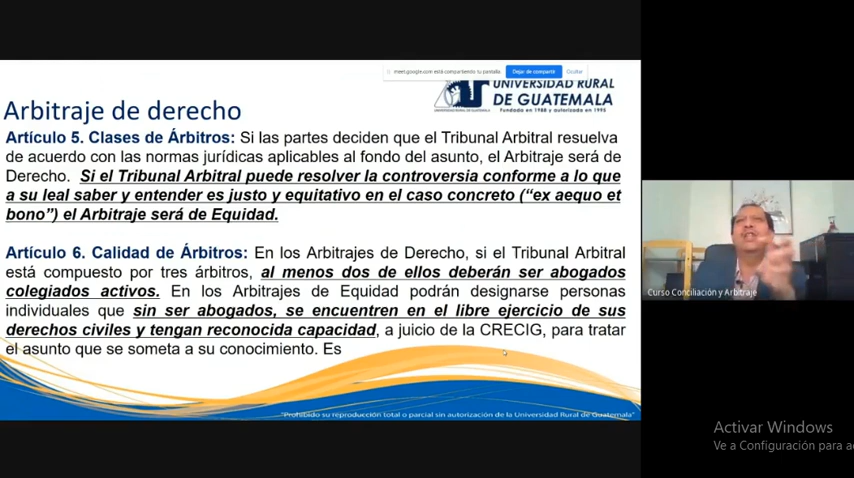 meet.google.com está compartiendo tu pantalla.
Dejar de compartir
Ocultar
UNIVERSIDAD RURAL
DE GUATEMALA
Fundada en 1988 y autorizada en 1995
Arbitraje de derecho
Artículo 5. Clases de Árbitros: Si las partes deciden que el Tribunal Arbitral resuelva
de acuerdo con las normas jurídicas aplicables al fondo del asunto, el Arbitraje será de
Derecho. Si el Tribunal Arbitral puede resolver la controversia conforme a lo que
a su leal saber y entender es justo y equitativo en el caso concreto (“ex aequo et
bono”) el Arbitraje será de Equidad.
Artículo 6. Calidad de Árbitros: En los Arbitrajes de Derecho, si el Tribunal Arbitral
está compuesto por tres árbitros, al menos dos de ellos deberán ser abogados
colegiados activos. En los Arbitrajes de Equidad podrán designarse personas
individuales que sin ser abogados, se encuentren en el libre ejercicio de sus
derechos civiles y tengan reconocida capacidad, a juicio de la CRECIG, para tratar
el asunto que se someta a su conocimiento. Es
"Prohibido su reproducción total o parcial sin autorización de la Universidad Rural de Guatemala"
Curso Conciliación y Arbitraje
Activar Windows
Ve a Configuración para a